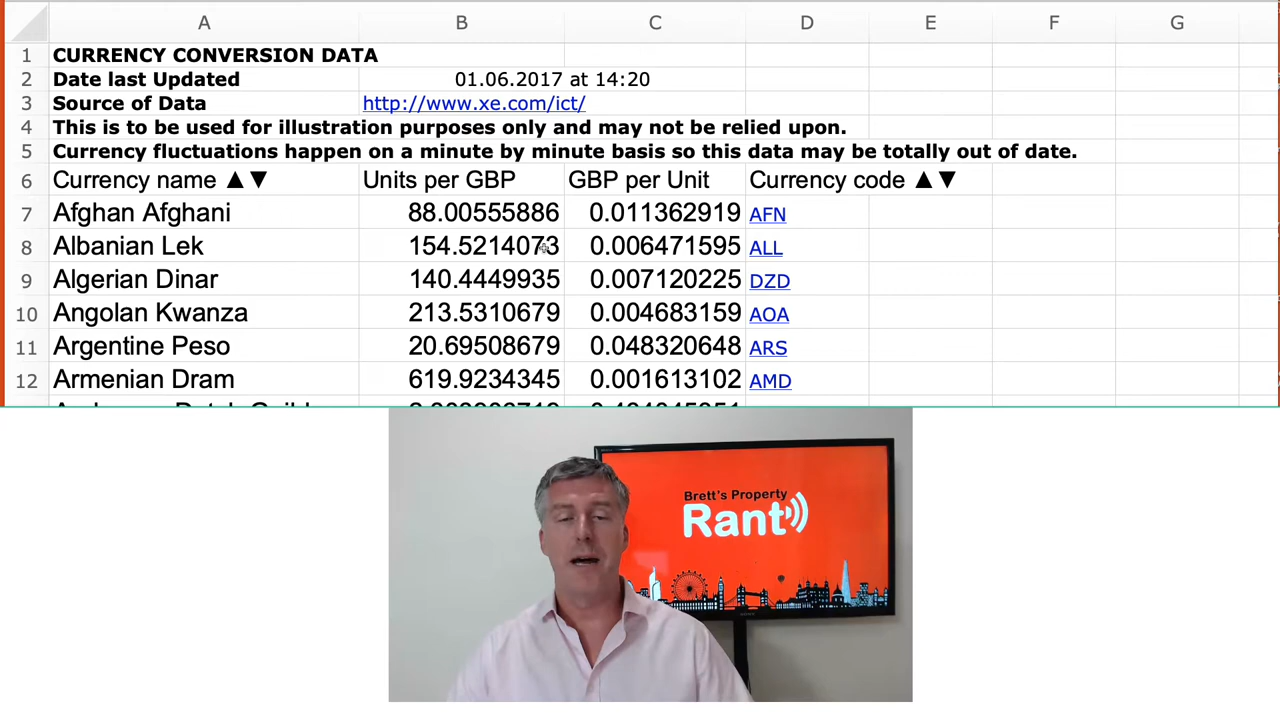 A B C D E F G
1 CURRENCY CONVERSION DATA
2 Date last Updated 01.06.2017 at 14:20
3 Source of Data http://www.xe.com/ict/
4 This is to be used for illustration purposes only and may not be relied upon.
5 Currency fluctuations happen on a minute by minute basis so this data may be totally out of date.
6 Currency name ▲▼ Units per GBP GBP per Unit Currency code ▲▼
7 Afghan Afghani 88.00555886 0.011362919 AFN
8 Albanian Lek 154.5214073 0.006471595 ALL
9 Algerian Dinar 140.4449935 0.007120225 DZD
10 Angolan Kwanza 213.5310679 0.004683159 AOA
11 Argentine Peso 20.69508679 0.048320648 ARS
12 Armenian Dram 619.9234345 0.001613102 AMD
Brett's Property
Rant